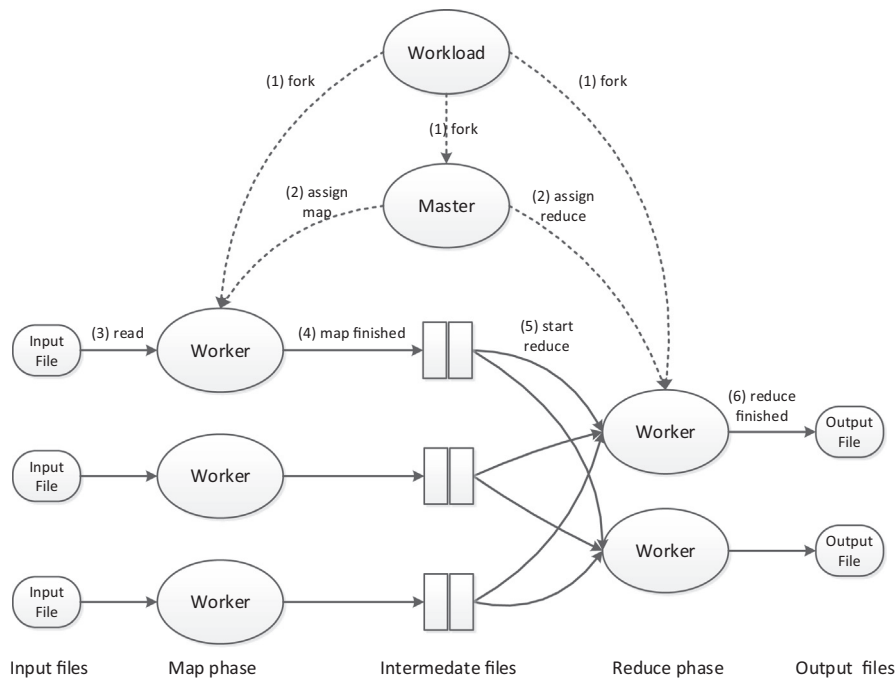 Workload
(1) fork
(1) fork
(1) fork
(2) assign
map
Master
(2) assign
reduce
Input
File
(3) read
Worker
(4) map finished
(5) start
reduce
Worker
(6) reduce
finished
Output
File
Input
File
Worker
Worker
Output
File
Input
File
Worker
Input files
Map phase
Intermedate files
Reduce phase
Output files